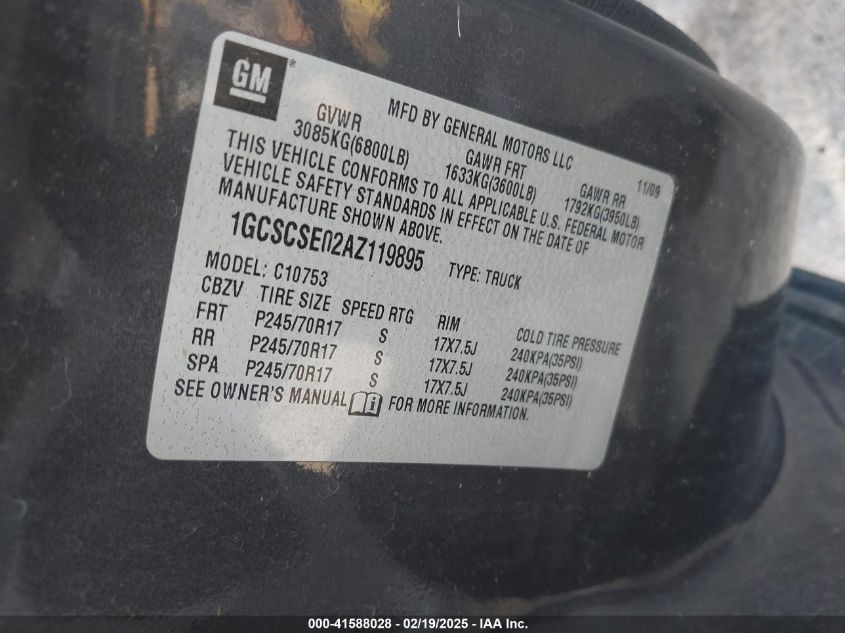 GM
MFD BY GENERAL MOTORS LLC
11/09
GVWR GAWR FRT GAWR RR
3085KG(6800LB) 1633KG(3600LB) 1792KG(3950LB)
THIS VEHICLE CONFORMS TO ALL APPLICABLE U.S. FEDERAL MOTOR
VEHICLE SAFETY STANDARDS IN EFFECT ON THE DATE OF
MANUFACTURE SHOWN ABOVE.
1GCSCSE02AZ119895 TYPE: TRUCK
MODEL: C10753
CBZV TIRE SIZE SPEED RTG RIM COLD TIRE PRESSURE
FRT P245/70R17 S 17X7.5J 240KPA(35PSI)
RR P245/70R17 S 17X7.5J 240KPA(35PSI)
SPA P245/70R17 S 17X7.5J 240KPA(35PSI)
SEE OWNER'S MANUAL i FOR MORE INFORMATION.
000-41588028 - 02/19/2025 - IAA Inc.